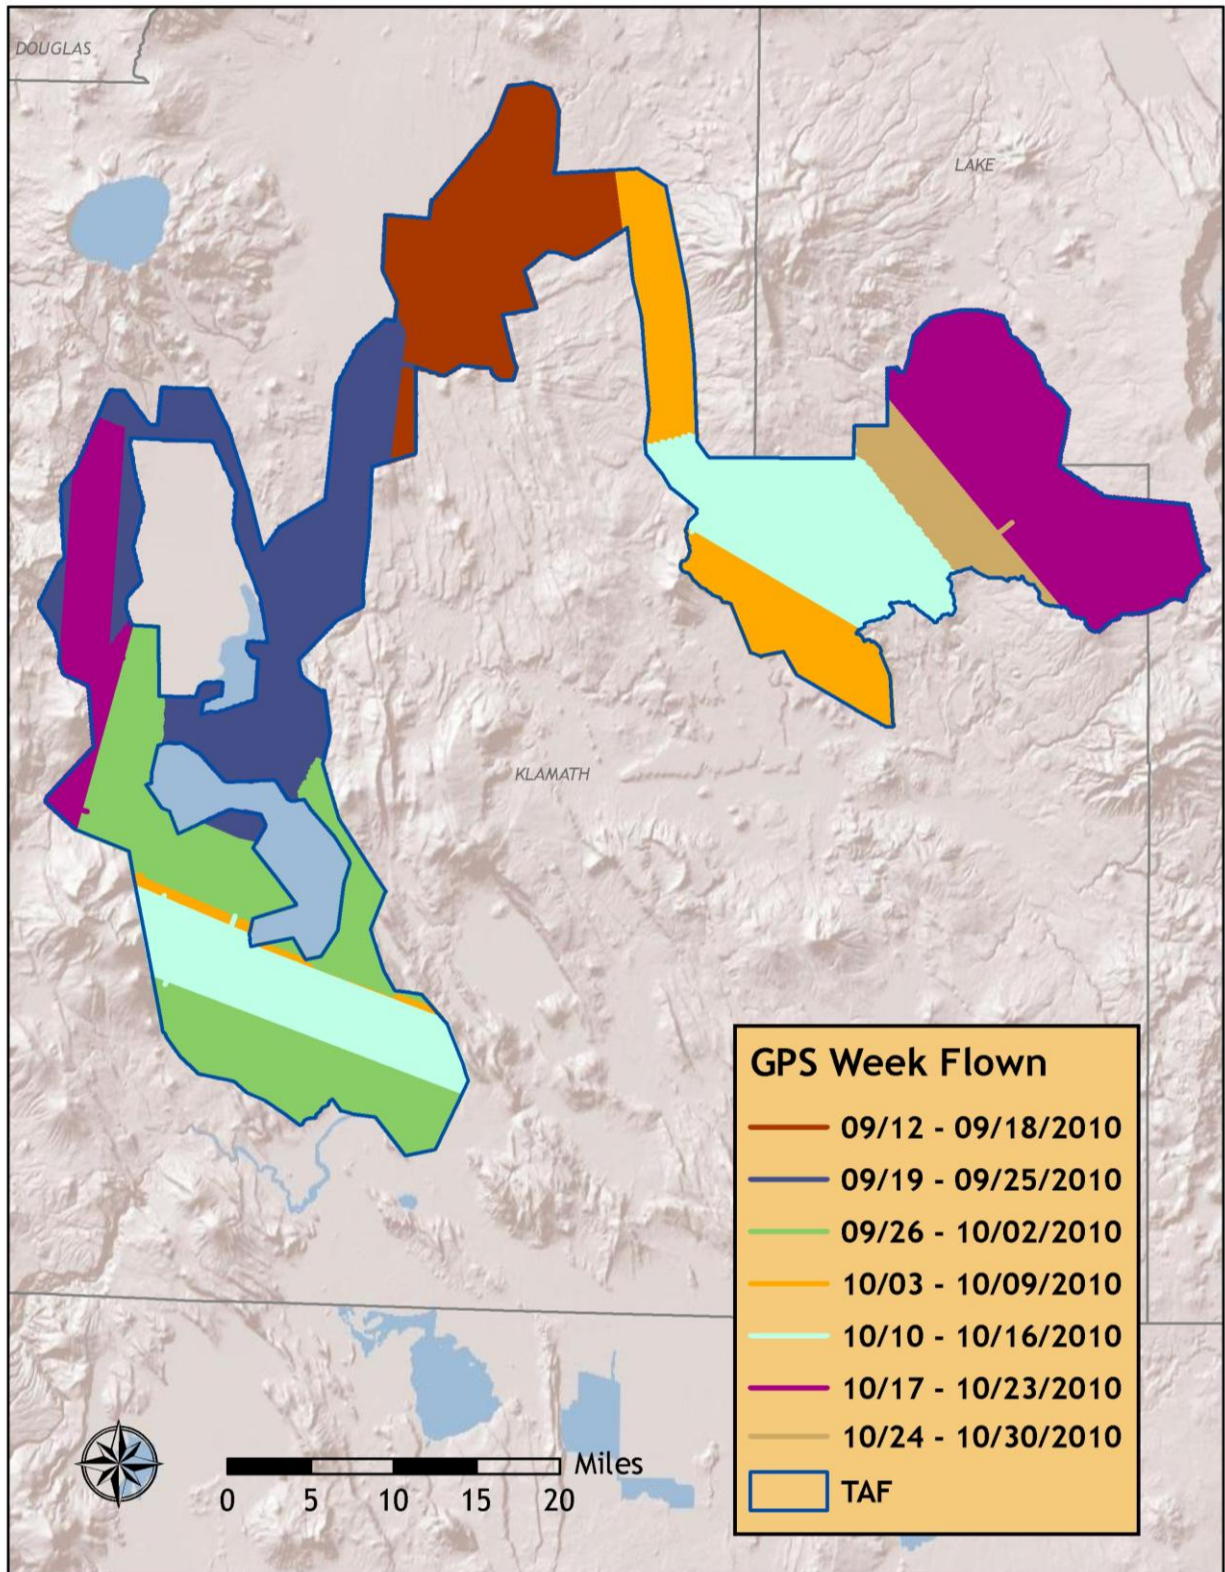 DOUGLAS
LAKE
KLAMATH
GPS Week Flown
09/12 - 09/18/2010
09/19 - 09/25/2010
09/26 - 10/02/2010
10/03 - 10/09/2010
10/10 - 10/16/2010
10/17 - 10/23/2010
10/24 - 10/30/2010
TAF
Miles
0 5 10 15 20